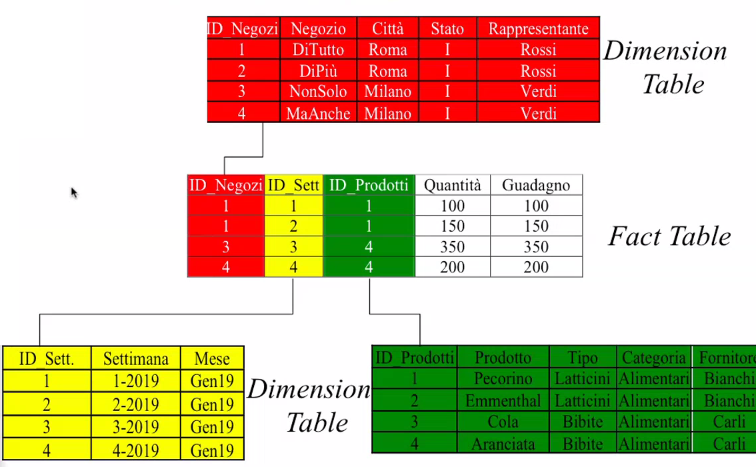 ID_Negozi Negozio Città Stato Rappresentante
1 DiTutto Roma I Rossi
2 DiPiù Roma I Rossi
3 NonSolo Milano I Verdi
4 MaAnche Milano I Verdi
Dimension
Table
ID_Negozi ID_Sett ID_Prodotti Quantità Guadagno
1 1 1 100 100
1 2 1 150 150
3 3 4 350 350
4 4 4 200 200
Fact Table
ID_Sett. Settimana Mese
1 1-2019 Gen19
2 2-2019 Gen19
3 3-2019 Gen19
4 4-2019 Gen19
Dimension
Table
ID_Prodotti Prodotto Tipo Categoria Fornitore
1 Pecorino Latticini Alimentari Bianchi
2 Emmenthal Latticini Alimentari Bianchi
3 Cola Bibite Alimentari Carli
4 Aranciata Bibite Alimentari Carli